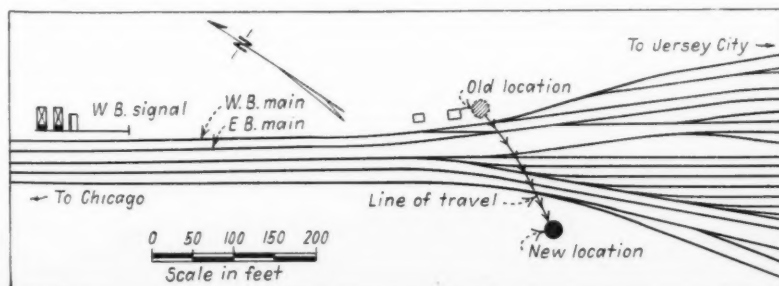 To Jersey City
Old location
W. B. signal
W. B. main
E B. main
N
To Chicago
Line of travel
New location
0 50 100 150 200
Scale in feet